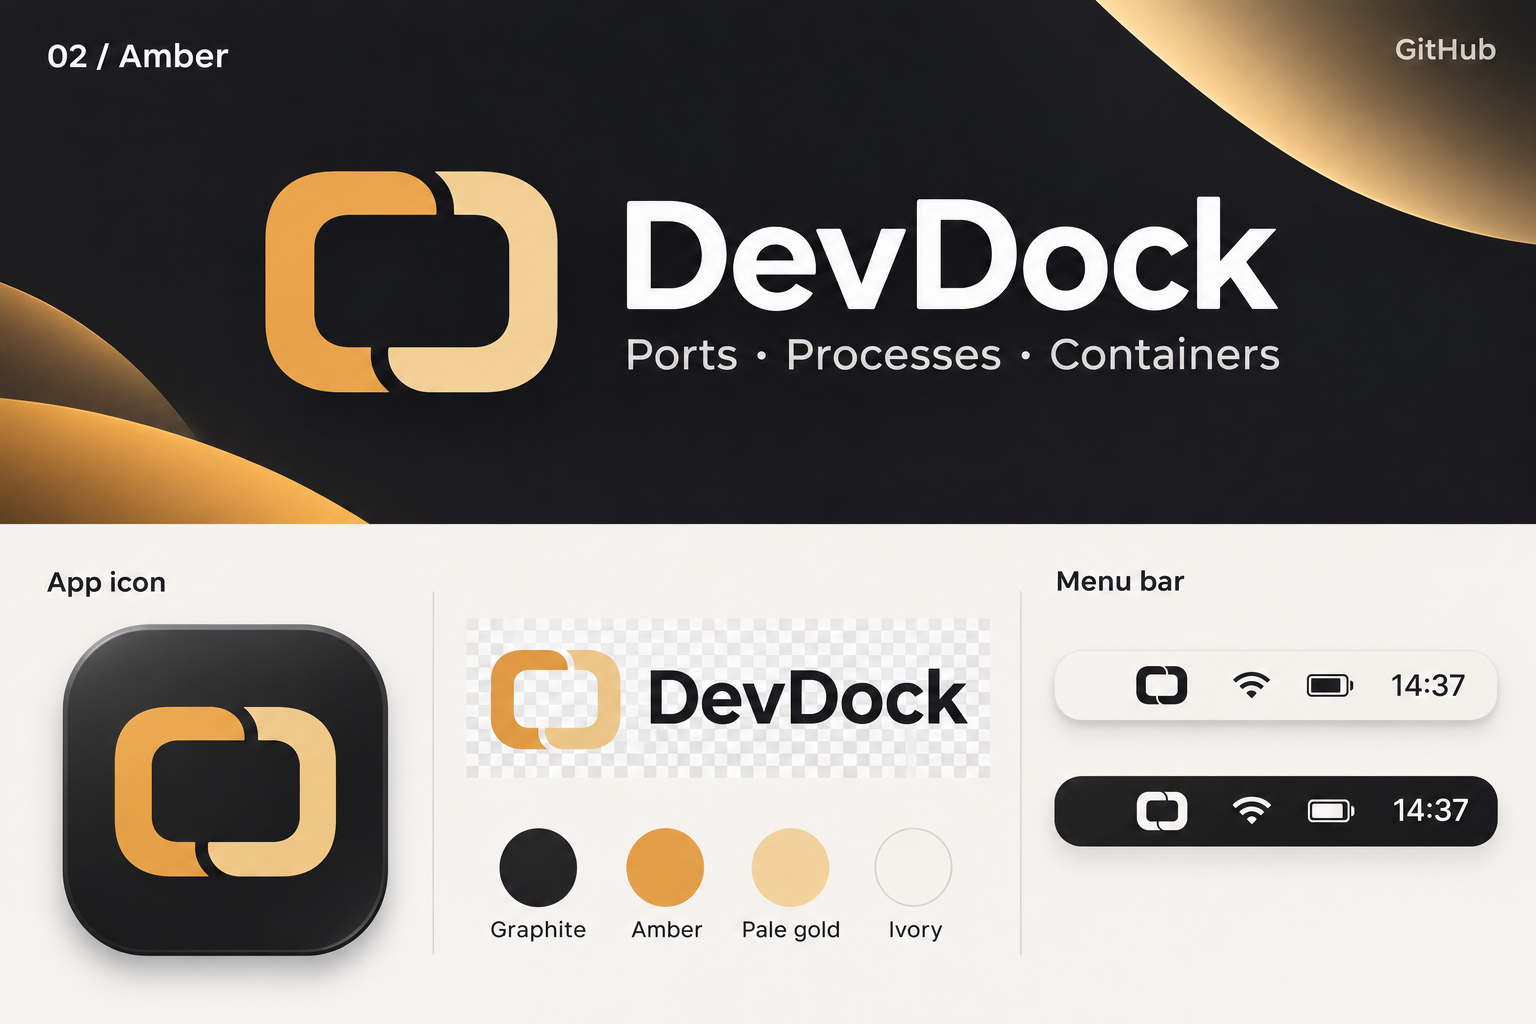 02 / Amber
GitHub
DevDock
Ports • Processes • Containers
App icon
DevDock
Graphite
Amber
Pale gold
Ivory
Menu bar
14:37
14:37